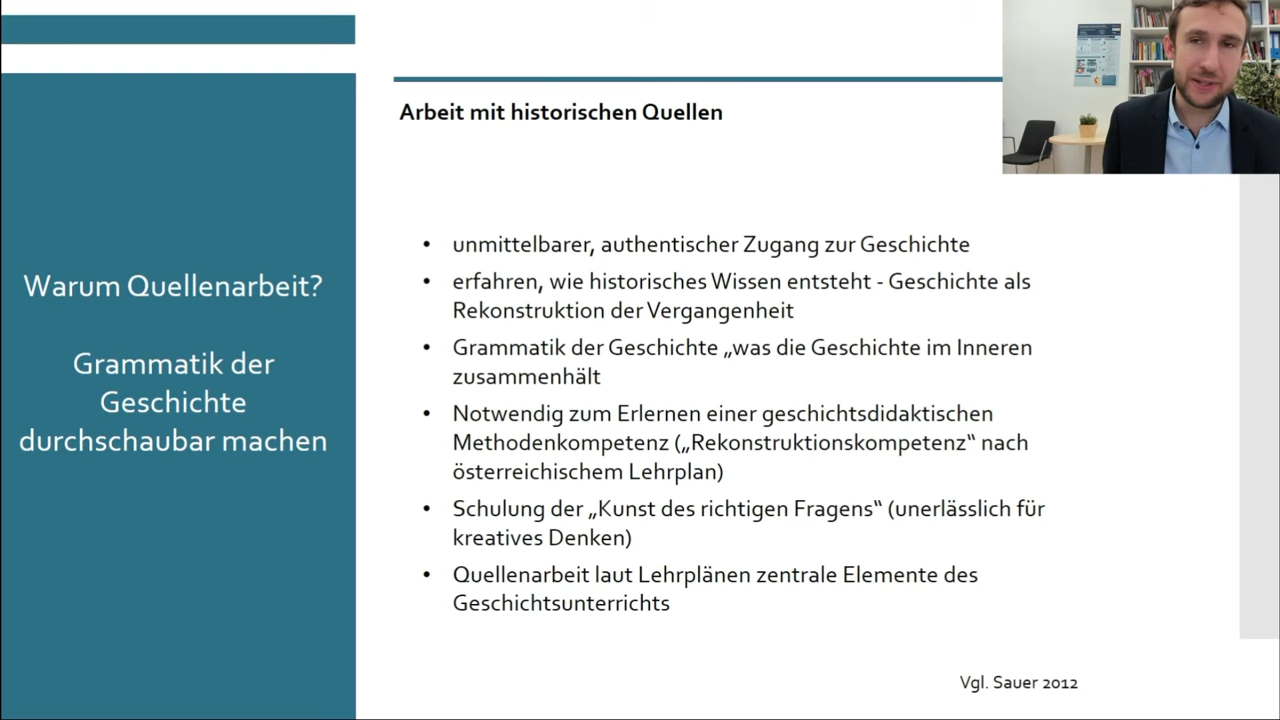 Warum Quellenarbeit?
Grammatik der
Geschichte
durchschaubar machen
Arbeit mit historischen Quellen
• unmittelbarer, authentischer Zugang zur Geschichte
• erfahren, wie historisches Wissen entsteht - Geschichte als
Rekonstruktion der Vergangenheit
• Grammatik der Geschichte „was die Geschichte im Inneren
zusammenhält
• Notwendig zum Erlernen einer geschichtsdidaktischen
Methodenkompetenz („Rekonstruktionskompetenz“ nach
österreichischem Lehrplan)
• Schulung der „Kunst des richtigen Fragens“ (unerlässlich für
kreatives Denken)
• Quellenarbeit laut Lehrplänen zentrale Elemente des
Geschichtsunterrichts
Vgl. Sauer 2012